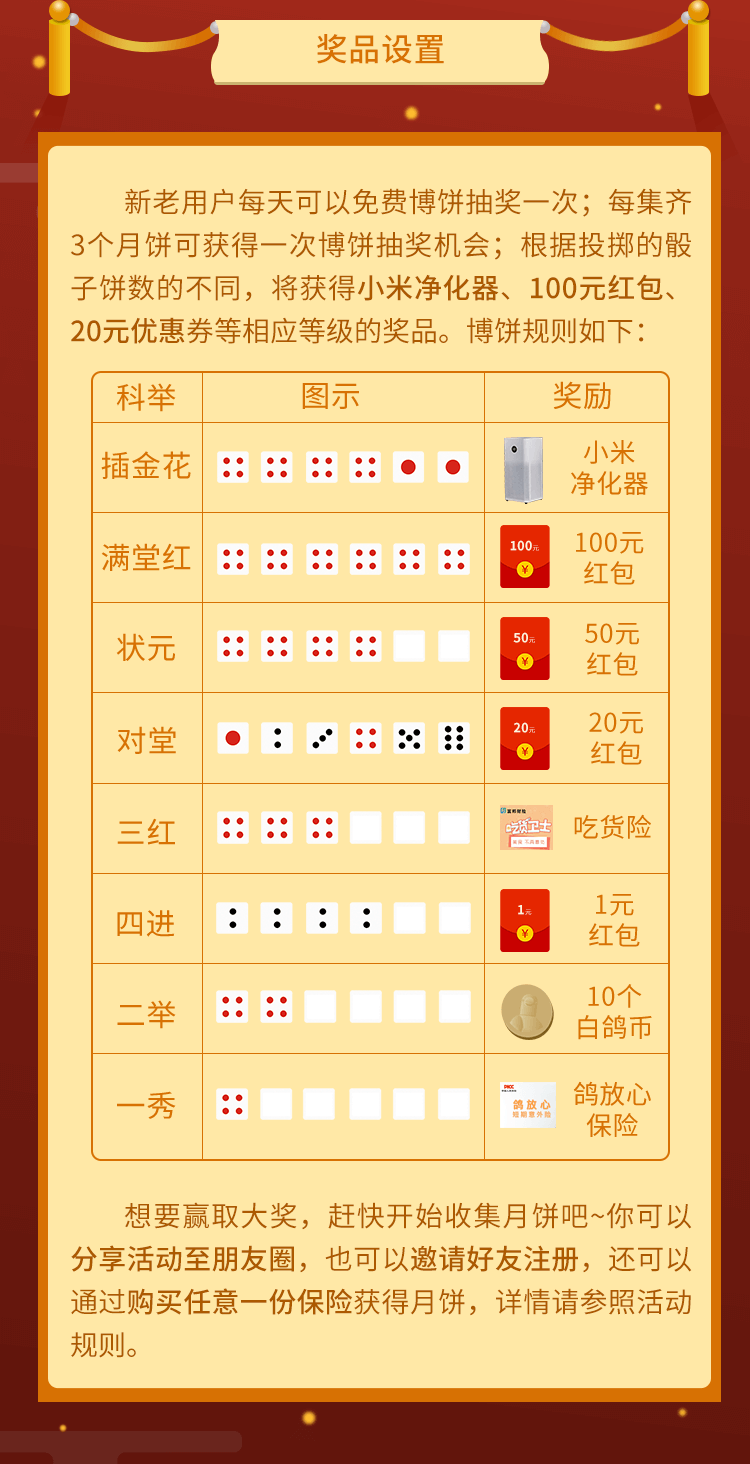 奖品设置
新老用户每天可以免费博饼抽奖一次；每集齐
3个月饼可获得一次博饼抽奖机会；根据投掷的骰
子饼数的不同，将获得小米净化器、100元红包、
20元优惠券等相应等级的奖品。博饼规则如下：
科举 图示 奖励
插金花 小米
净化器
满堂红 100元 100元
红包
状元 50元 50元
红包
对堂 20元 20元
红包
三红 吃货卫士 吃货险
四进 1元 1元
红包
二举 10个
白鸽币
一秀 PICC 鸽放心 鸽放心
短期意外险 保险
想要赢取大奖，赶快开始收集月饼吧~你可以
分享活动至朋友圈，也可以邀请好友注册，还可以
通过购买任意一份保险获得月饼，详情请参照活动
规则。